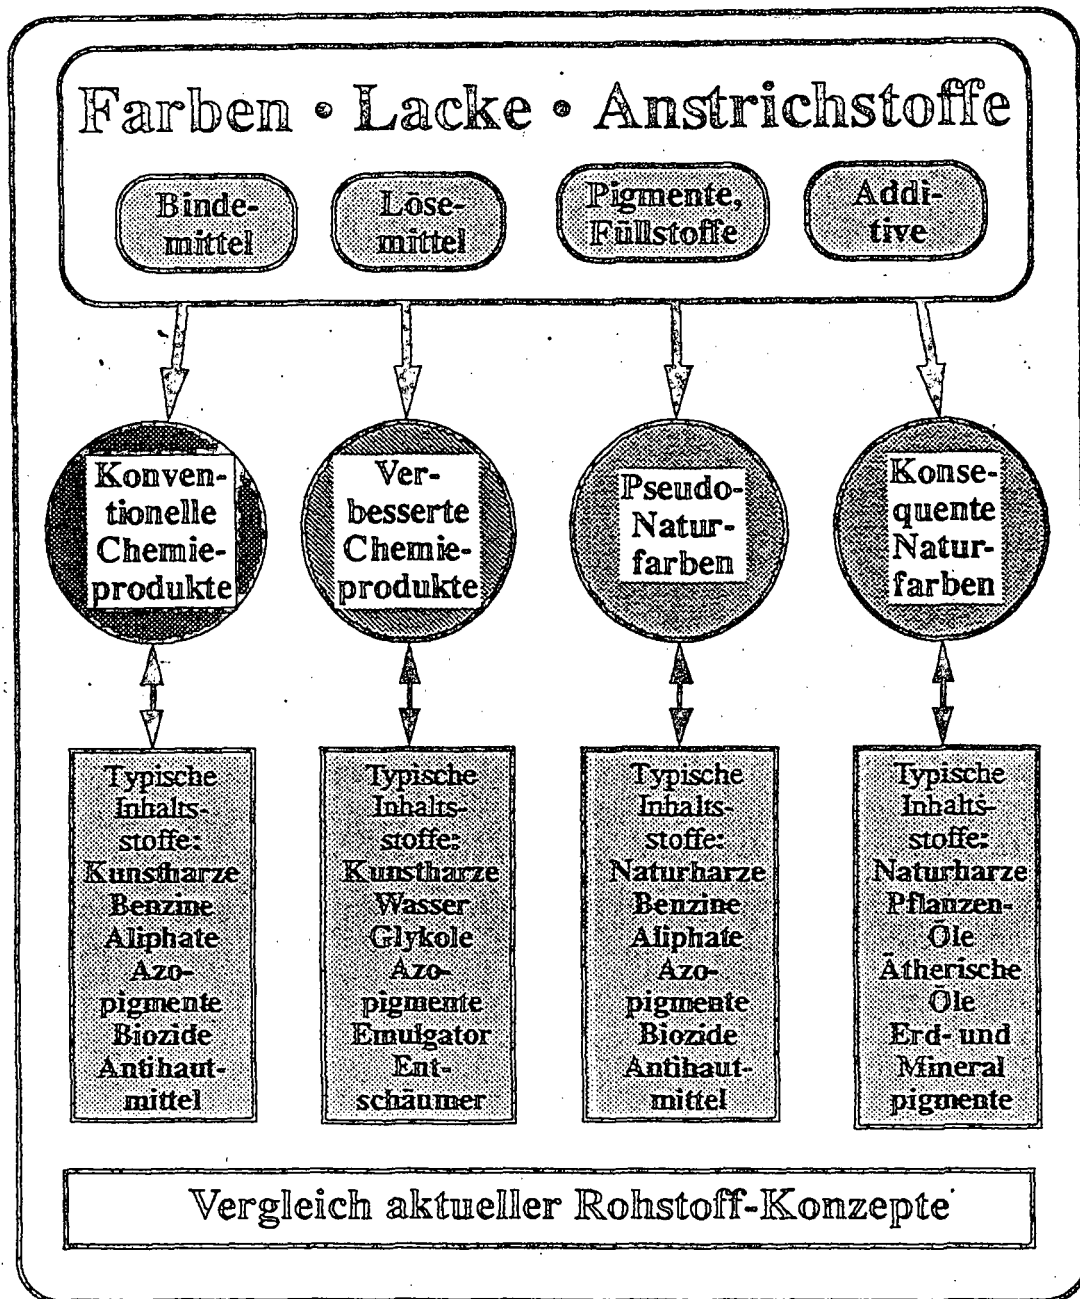 Farben • Lacke • Anstrichstoffe
Binde-
mittel
Löse-
mittel
Pigmente,
Füllstoffe
Addi-
tive
Konven-
tionelle
Chemie-
produkte
Ver-
besserte
Chemie-
produkte
Pseudo-
Natur-
farben
Konse-
quente
Natur-
farben
Typische
Inhalts-
stoffe:
Kunstharze
Benzine
Aliphate
Azo-
pigmente
Biozide
Antihaut-
mittel
Typische
Inhalts-
stoffe:
Kunstharze
Wasser
Glykole
Azo-
pigmente
Emulgator
Ent-
schäumer
Typische
Inhalts-
stoffe:
Naturharze
Benzine
Aliphate
Azo-
pigmente
Biozide
Antihaut-
mittel
Typische
Inhalts-
stoffe:
Naturharze
Pflanzen-
Öle
Ätherische
Öle
Erd- und
Mineral
pigmente
Vergleich aktueller Rohstoff-Konzepte